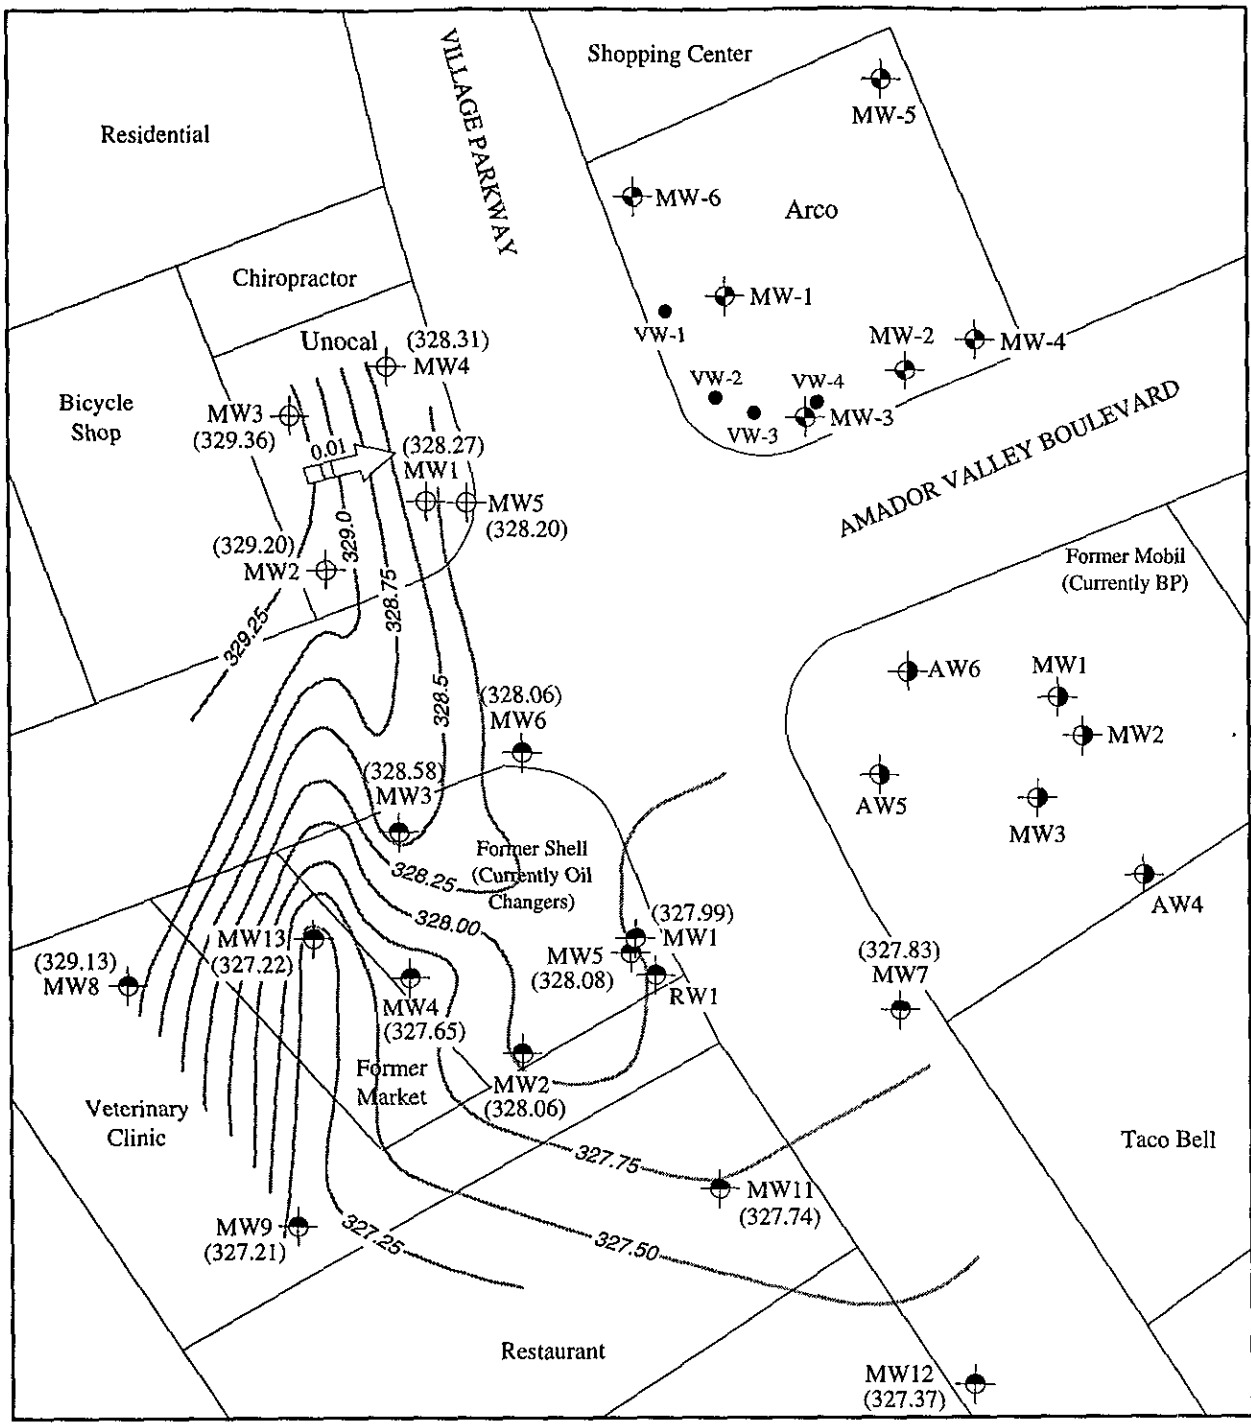 Shopping Center
VILLAGE PARKWAY
MW-5
Residential
MW-6
Arco
Chiropractor
MW-1
VW-1
Unocal
(328.31)
MW4
MW-2
MW-4
VW-2
VW-4
VW-3
MW-3
Bicycle
Shop
MW3
(329.36)
0.01
(328.27)
MW1
MW5
(328.20)
AMADOR VALLEY BOULEVARD
(329.20)
MW2
329.0
328.75
329.25
328.5
Former Mobil
(Currently BP)
AW6
MW1
MW2
AW5
MW3
AW4
(328.06)
MW6
(328.58)
MW3
328.25
Former Shell
(Currently Oil
Changers)
328.00
(327.99)
MW1
MW5
(328.08)
RW1
(327.83)
MW7
MW13
(327.22)
(329.13)
MW8
MW4
(327.65)
Former
Market
MW2
(328.06)
Veterinary
Clinic
Taco Bell
327.75
MW11
(327.74)
MW9
(327.21)
327.25
327.50
Restaurant
MW12
(327.37)